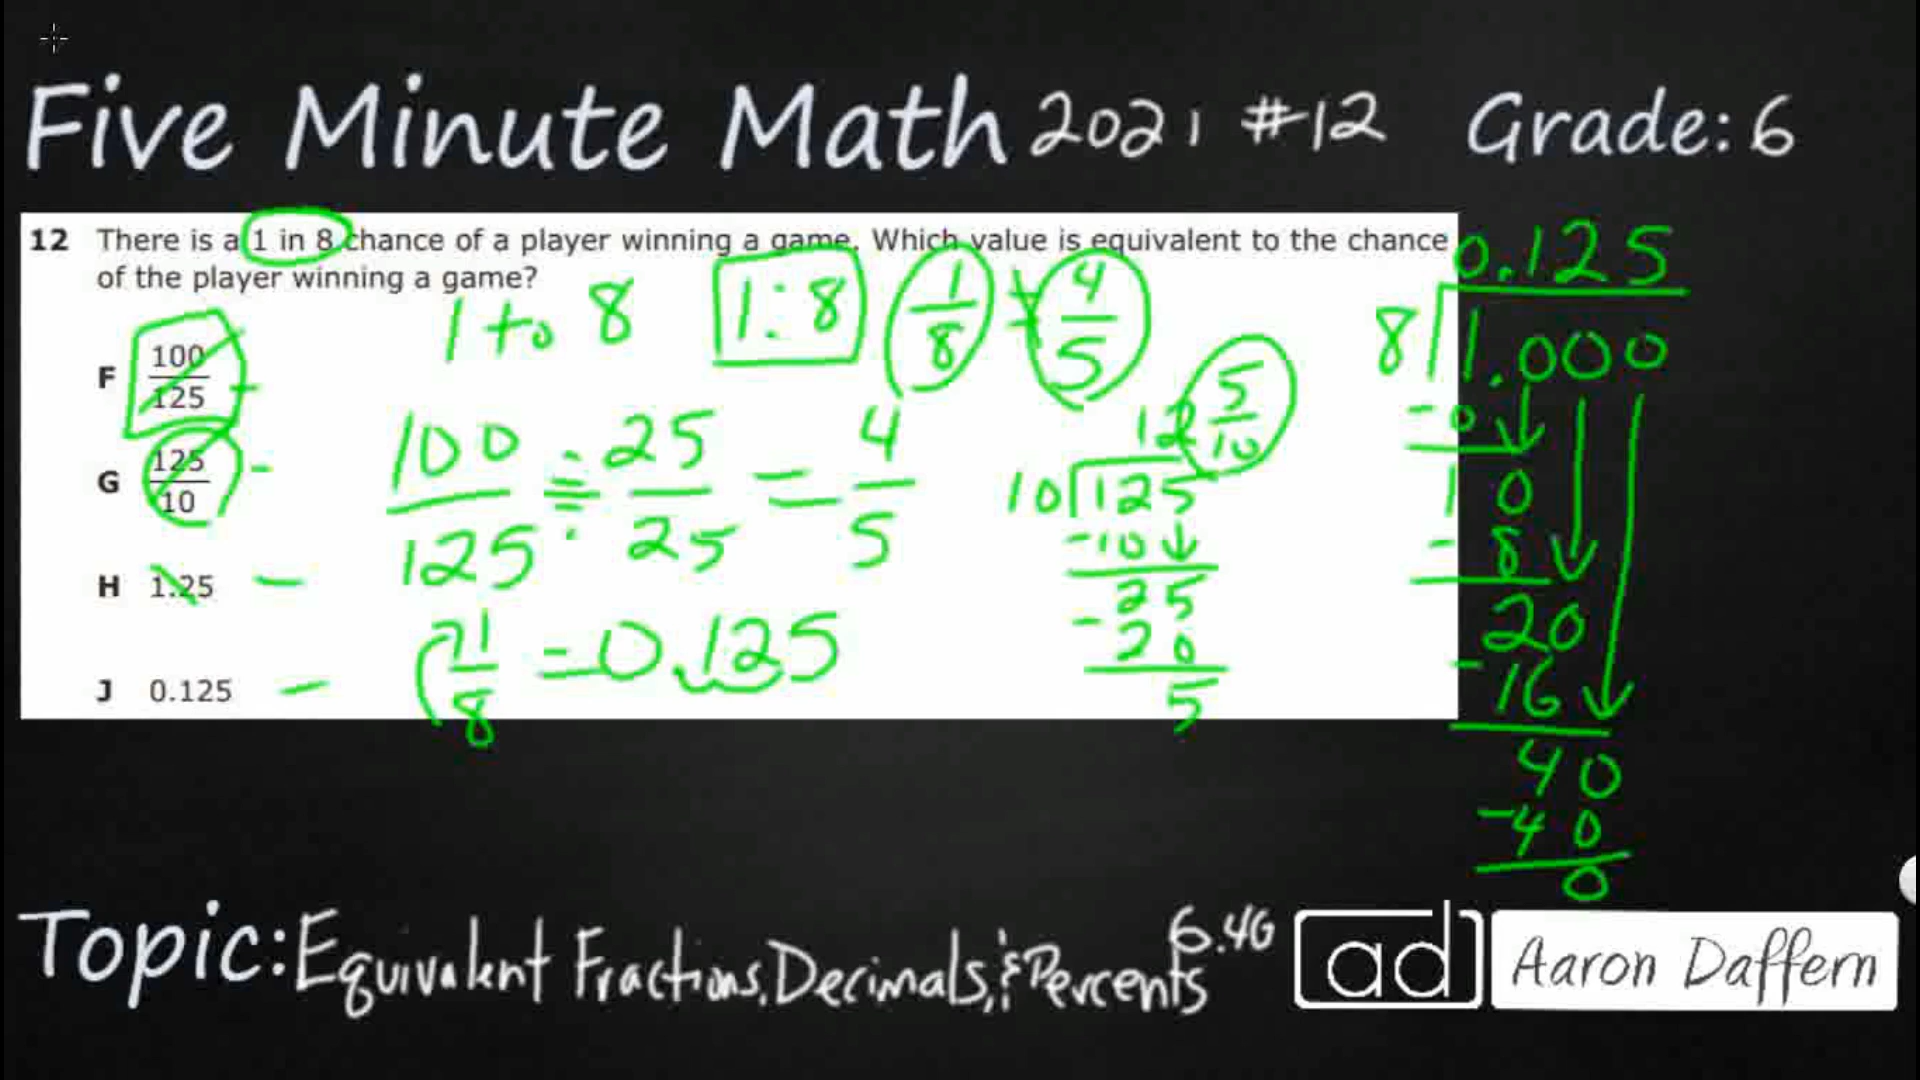 Five Minute Math 2021 #12 Grade: 6
12 There is a 1 in 8 chance of a player winning a game. Which value is equivalent to the chance
of the player winning a game?
F 100/125
G 125/10
H 1.25
J 0.125
1 to 8 1:8 1/8 ≠ 4/5
100/125 ÷ 25/25 = 4/5
1/8 = 0.125
12 5/10
10 125
-10
25
-20
5
0.125
8 1.000
-0
10
-8
20
-16
40
-40
0
Topic: Equivalent Fractions, Decimals, & Percents 6.4G
ad Aaron Daffern